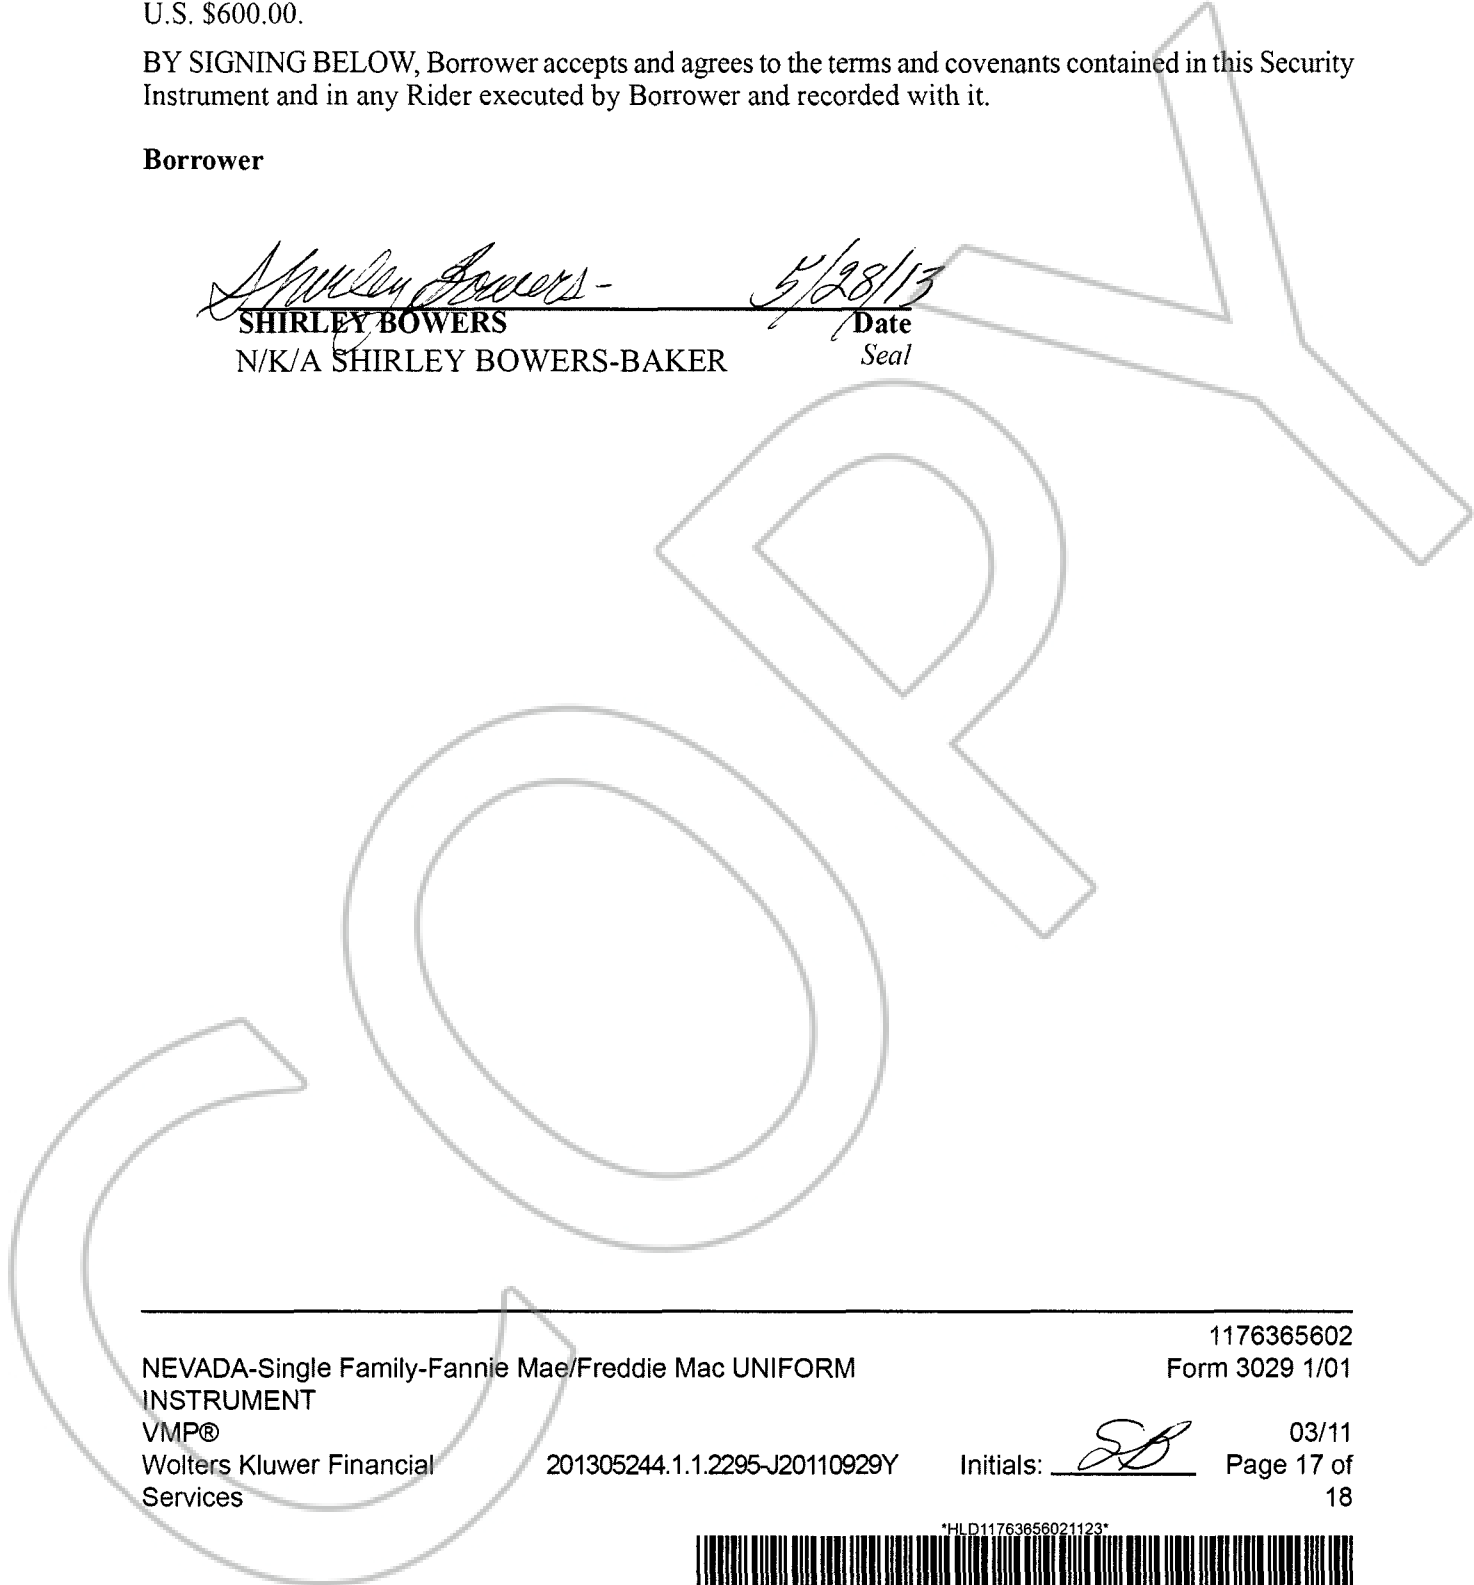 U.S. $600.00.
BY SIGNING BELOW, Borrower accepts and agrees to the terms and covenants contained in this Security
Instrument and in any Rider executed by Borrower and recorded with it.
Borrower
Shirley Bowers- 5/28/13
SHIRLEY BOWERS Date
N/K/A SHIRLEY BOWERS-BAKER Seal
COPY
1176365602
NEVADA-Single Family-Fannie Mae/Freddie Mac UNIFORM Form 3029 1/01
INSTRUMENT
VMP® 03/11
Wolters Kluwer Financial 201305244.1.1.2295-J20110929Y Initials: SB Page 17 of
Services 18
*HLD11763656021123*